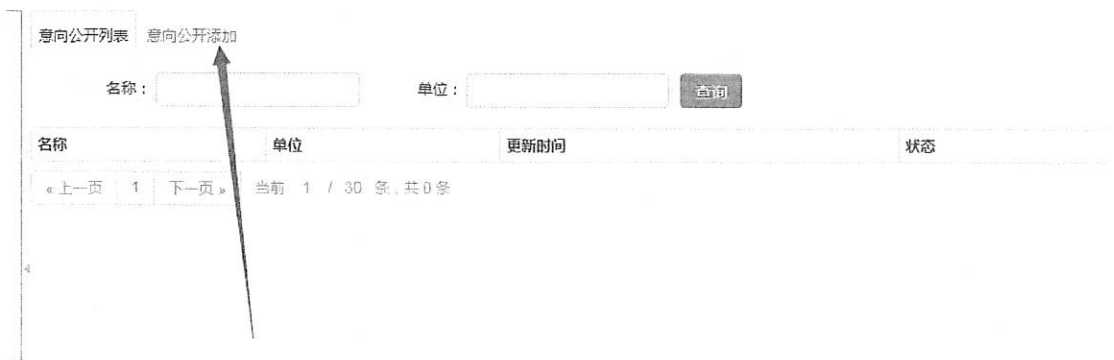 意向公开列表 意向公开添加
名称： 单位： 查询
名称 单位 更新时间 状态
« 上一页 1 下一页 » 当前 1 / 30 条，共 0 条